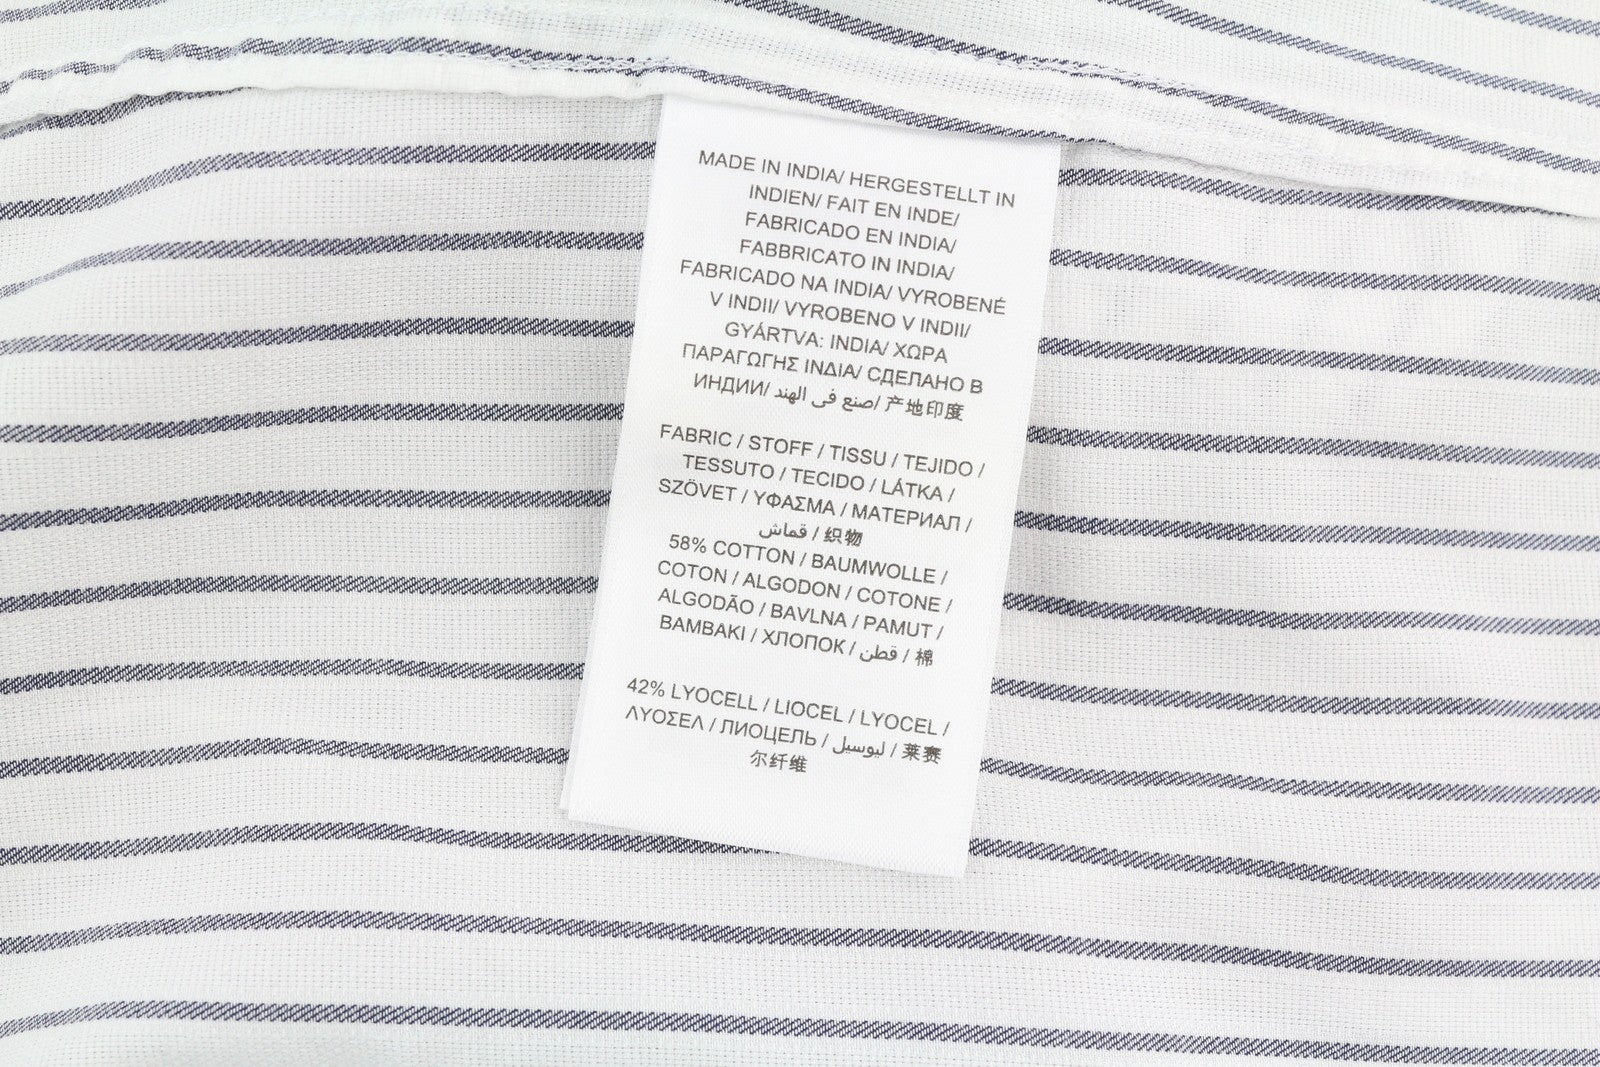 MADE IN INDIA/ HERGESTELLT IN
INDIEN/ FAIT EN INDE/
FABRICADO EN INDIA/
FABBRICATO IN INDIA/
FABRICADO NA INDIA/ VYROBENÉ
V INDII/ VYROBENO V INDII/
GYÁRTVA: INDIA/ ΧΩΡΑ
ΠΑΡΑΓΩΓΗΣ ΙΝΔΙΑ/ СДЕЛАНО В
ИНДИИ/ صنع في الهند/ 产地印度
FABRIC / STOFF / TISSU / TEJIDO /
TESSUTO / TECIDO / LÁTKA /
SZÖVET / ΥΦΑΣΜΑ / МАТЕРИАЛ /
قماش / 织物
58% COTTON / BAUMWOLLE /
COTON / ALGODON / COTONE /
ALGODÃO / BAVLNA / PAMUT /
BAMBAKI / ХЛОПОК / قطن / 棉
42% LYOCELL / LIOCEL / LYOCEL /
ΛΥΟΣΕΛ / ЛИОЦЕЛЬ / ليوسيل / 莱赛
尔纤维